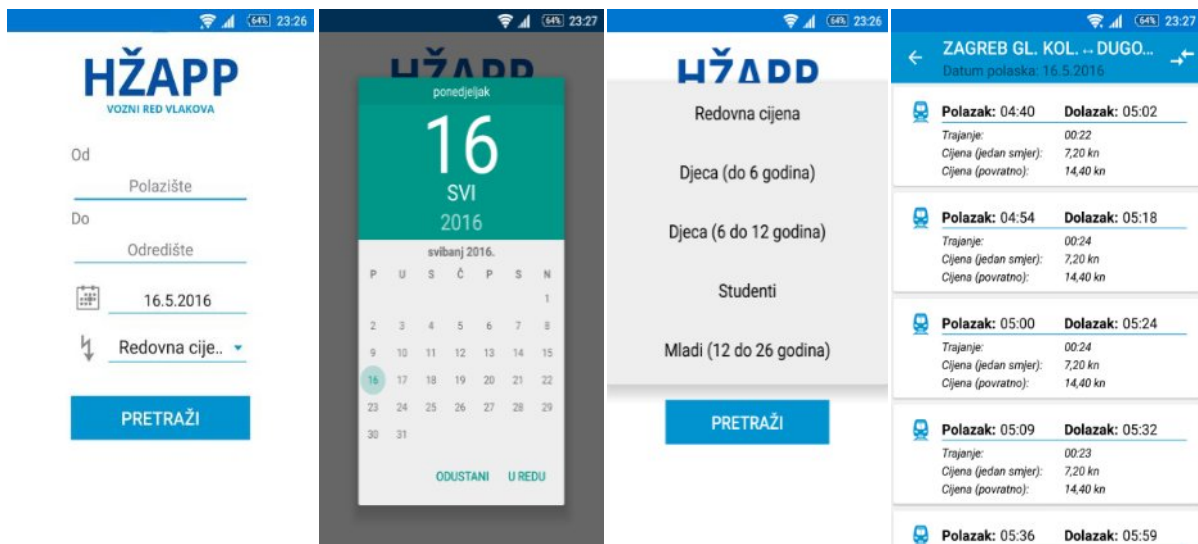 64% 23:26
HŽAPP
VOZNI RED VLAKOVA
Od
Polazište
Do
Odredište
16.5.2016
Redovna cije..
PRETRAŽI
64% 23:27
HŽAPP
ponedjeljak
16
SVI
2016
svibanj 2016.
P U S Č P S N
1
2 3 4 5 6 7 8
9 10 11 12 13 14 15
16 17 18 19 20 21 22
23 24 25 26 27 28 29
30 31
ODUSTANI U REDU
64% 23:26
HŽAPP
Redovna cijena
Djeca (do 6 godina)
Djeca (6 do 12 godina)
Studenti
Mladi (12 do 26 godina)
PRETRAŽI
64% 23:27
ZAGREB GL. KOL. ↔ DUGO...
Datum polaska: 16.5.2016
Polazak: 04:40 Dolazak: 05:02
Trajanje: 00:22
Cijena (jedan smjer): 7,20 kn
Cijena (povratno): 14,40 kn
Polazak: 04:54 Dolazak: 05:18
Trajanje: 00:24
Cijena (jedan smjer): 7,20 kn
Cijena (povratno): 14,40 kn
Polazak: 05:00 Dolazak: 05:24
Trajanje: 00:24
Cijena (jedan smjer): 7,20 kn
Cijena (povratno): 14,40 kn
Polazak: 05:09 Dolazak: 05:32
Trajanje: 00:23
Cijena (jedan smjer): 7,20 kn
Cijena (povratno): 14,40 kn
Polazak: 05:36 Dolazak: 05:59